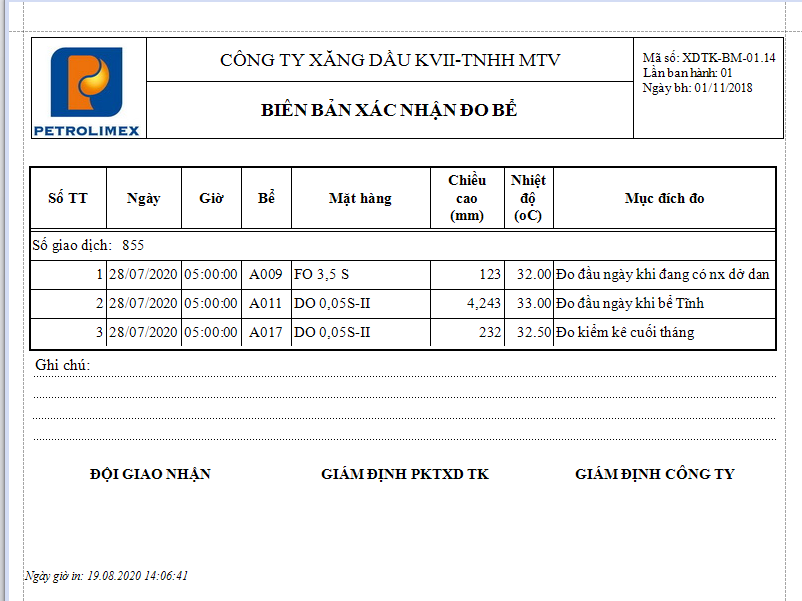 PETROLIMEX
CÔNG TY XĂNG DẦU KVII-TNHH MTV
BIÊN BẢN XÁC NHẬN ĐO BỂ
Mã số: XDTK-BM-01.14
Lần ban hành: 01
Ngày bh: 01/11/2018
Số TT Ngày Giờ Bể Mặt hàng Chiều cao (mm) Nhiệt độ (oC) Mục đích đo
Số giao dịch: 855
1 28/07/2020 05:00:00 A009 FO 3,5 S 123 32.00 Đo đầu ngày khi đang có nx dở dan
2 28/07/2020 05:00:00 A011 DO 0,05S-II 4,243 33.00 Đo đầu ngày khi bể Tĩnh
3 28/07/2020 05:00:00 A017 DO 0,05S-II 232 32.50 Đo kiểm kê cuối tháng
Ghi chú:
ĐỘI GIAO NHẬN GIÁM ĐỊNH PKTXD TK GIÁM ĐỊNH CÔNG TY
Ngày giờ in: 19.08.2020 14:06:41